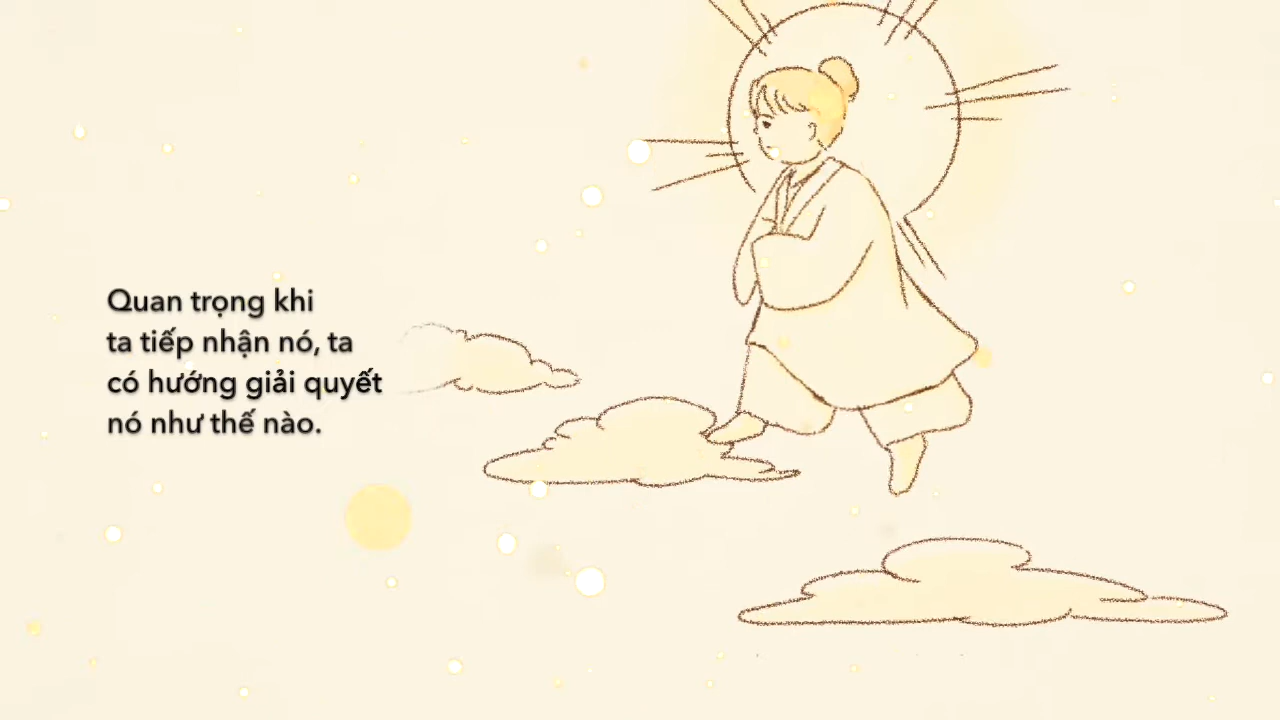 Quan trọng khi
ta tiếp nhận nó, ta
có hướng giải quyết
nó như thế nào.